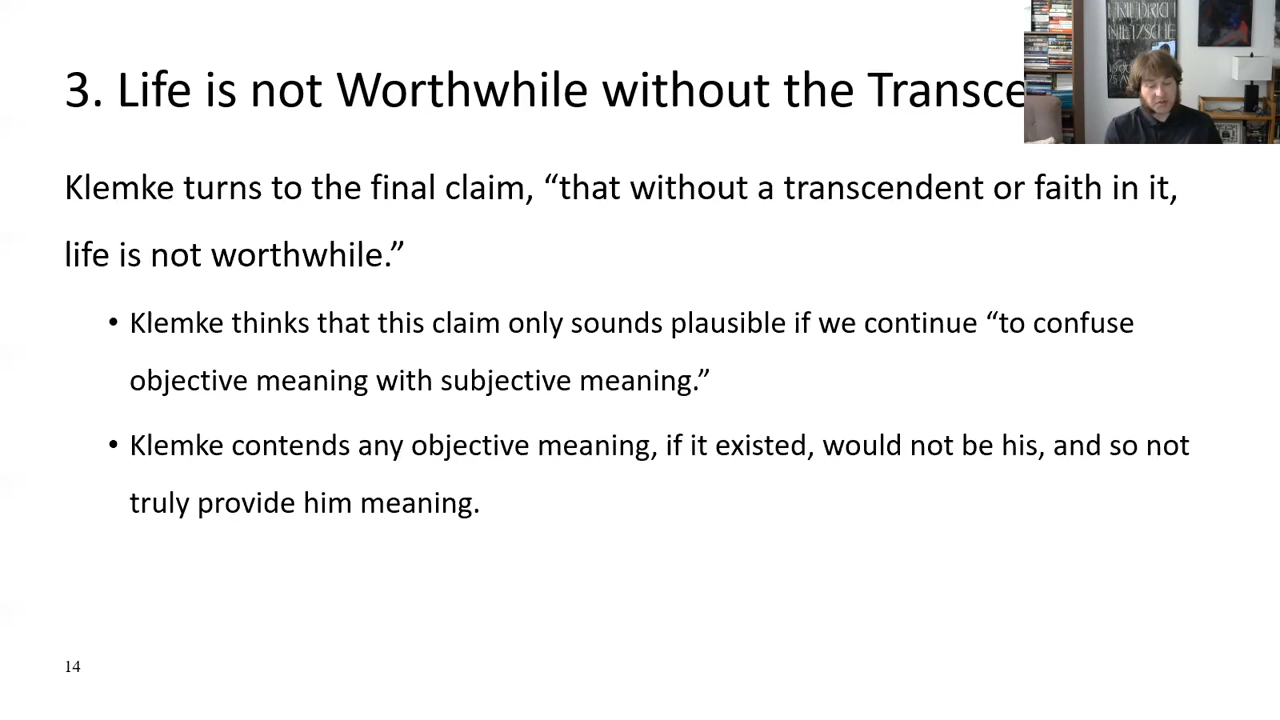 3. Life is not Worthwhile without the Transce
FRIEDRICH
NIETZSCHE
Klemke turns to the final claim, “that without a transcendent or faith in it,
life is not worthwhile.”
• Klemke thinks that this claim only sounds plausible if we continue “to confuse
objective meaning with subjective meaning.”
• Klemke contends any objective meaning, if it existed, would not be his, and so not
truly provide him meaning.
14